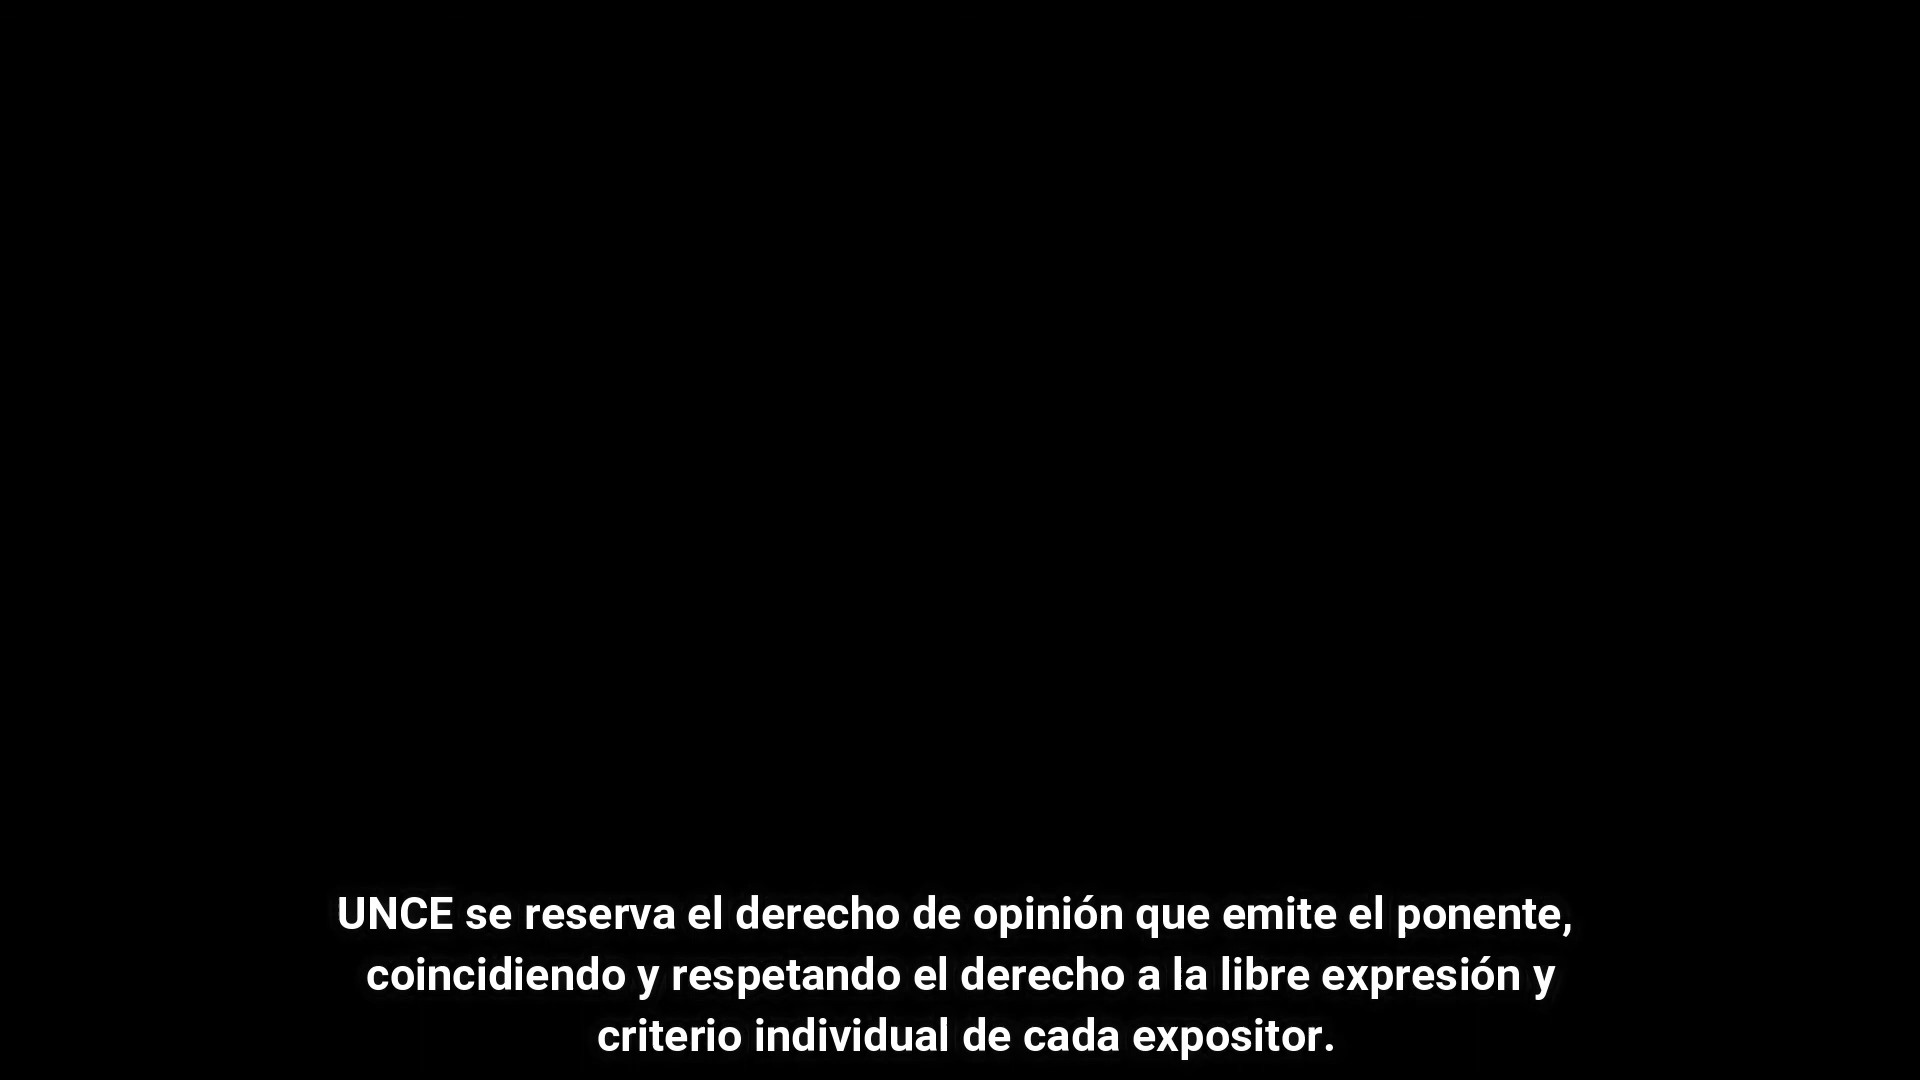 UNCE se reserva el derecho de opinión que emite el ponente,
coincidiendo y respetando el derecho a la libre expresión y
criterio individual de cada expositor.